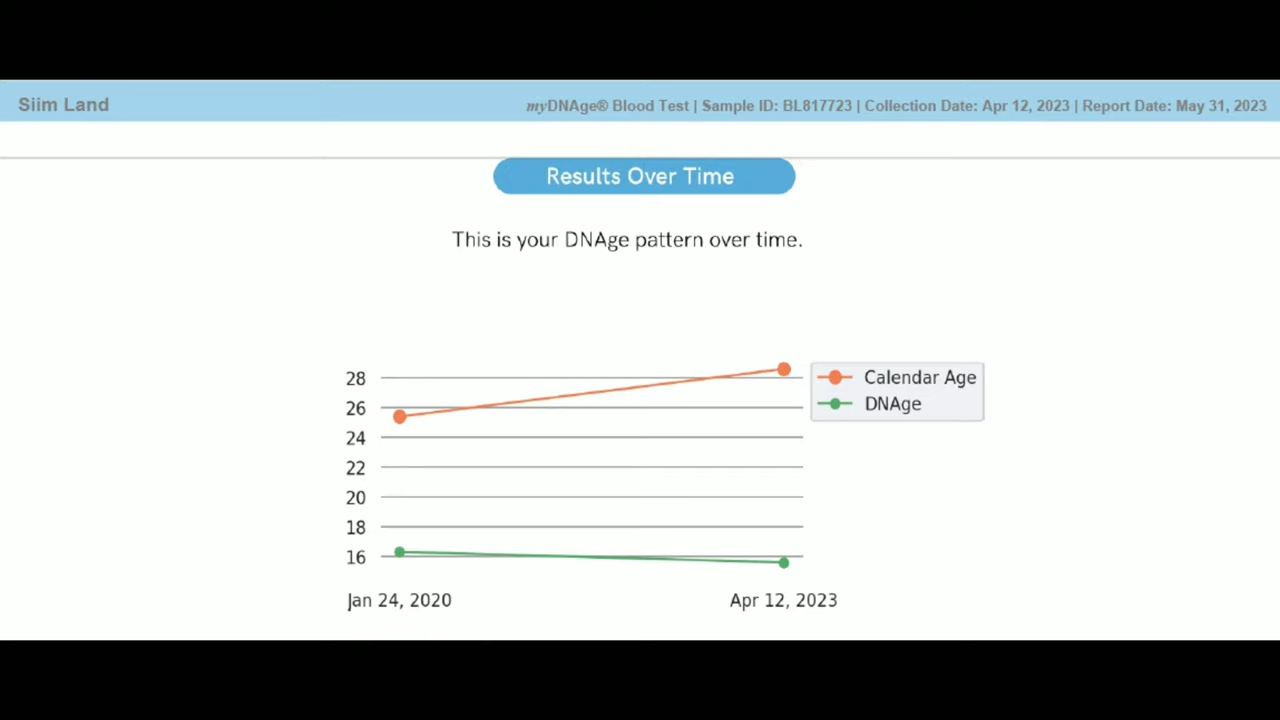 Siim Land
myDNAge® Blood Test | Sample ID: BL817723 | Collection Date: Apr 12, 2023 | Report Date: May 31, 2023
Results Over Time
This is your DNAge pattern over time.
28
26
24
22
20
18
16
Jan 24, 2020
Apr 12, 2023
Calendar Age
DNAge